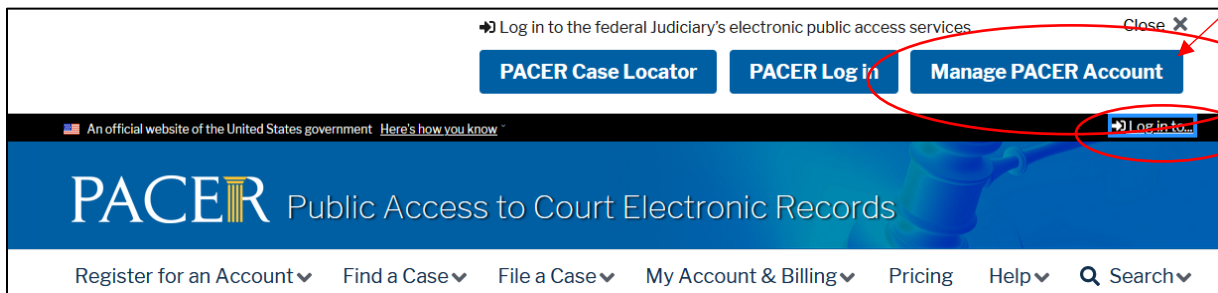 Log in to the federal Judiciary's electronic public access services
Close
PACER Case Locator PACER Log in Manage PACER Account
An official website of the United States government Here's how you know
Log in to...
PACER Public Access to Court Electronic Records
Register for an Account Find a Case File a Case My Account & Billing Pricing Help Search